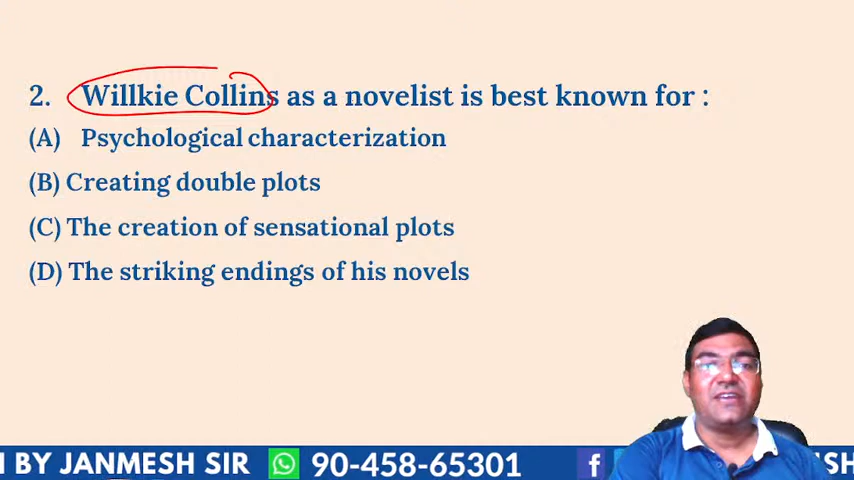 2. Willkie Collins as a novelist is best known for :
(A) Psychological characterization
(B) Creating double plots
(C) The creation of sensational plots
(D) The striking endings of his novels
BY JANMESH SIR 90-458-65301 f